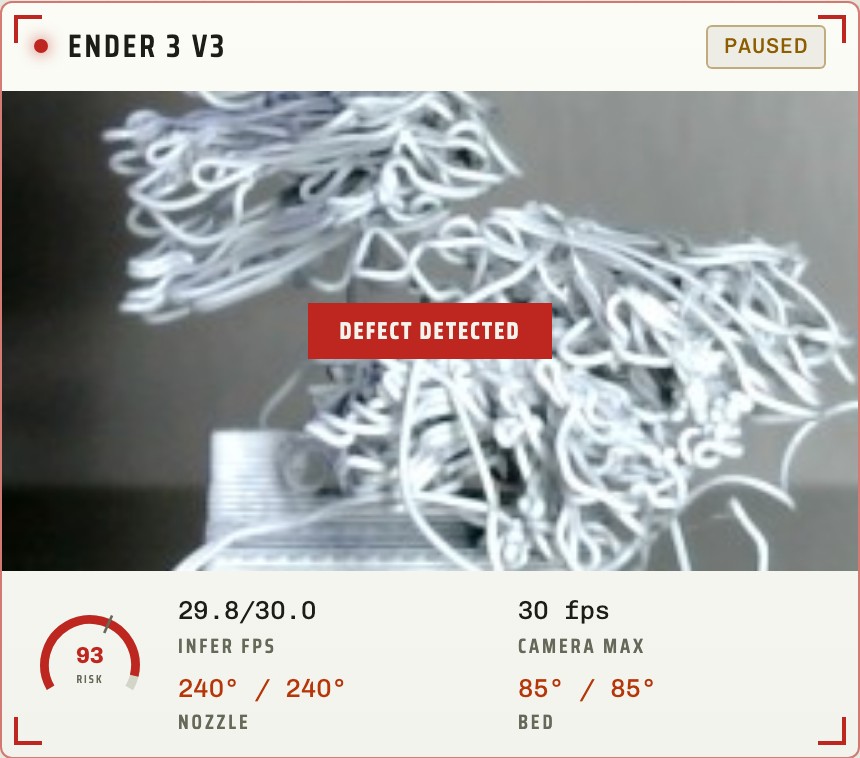 ENDER 3 V3
PAUSED
DEFECT DETECTED
93
RISK
29.8/30.0
INFER FPS
30 fps
CAMERA MAX
240° / 240°
NOZZLE
85° / 85°
BED